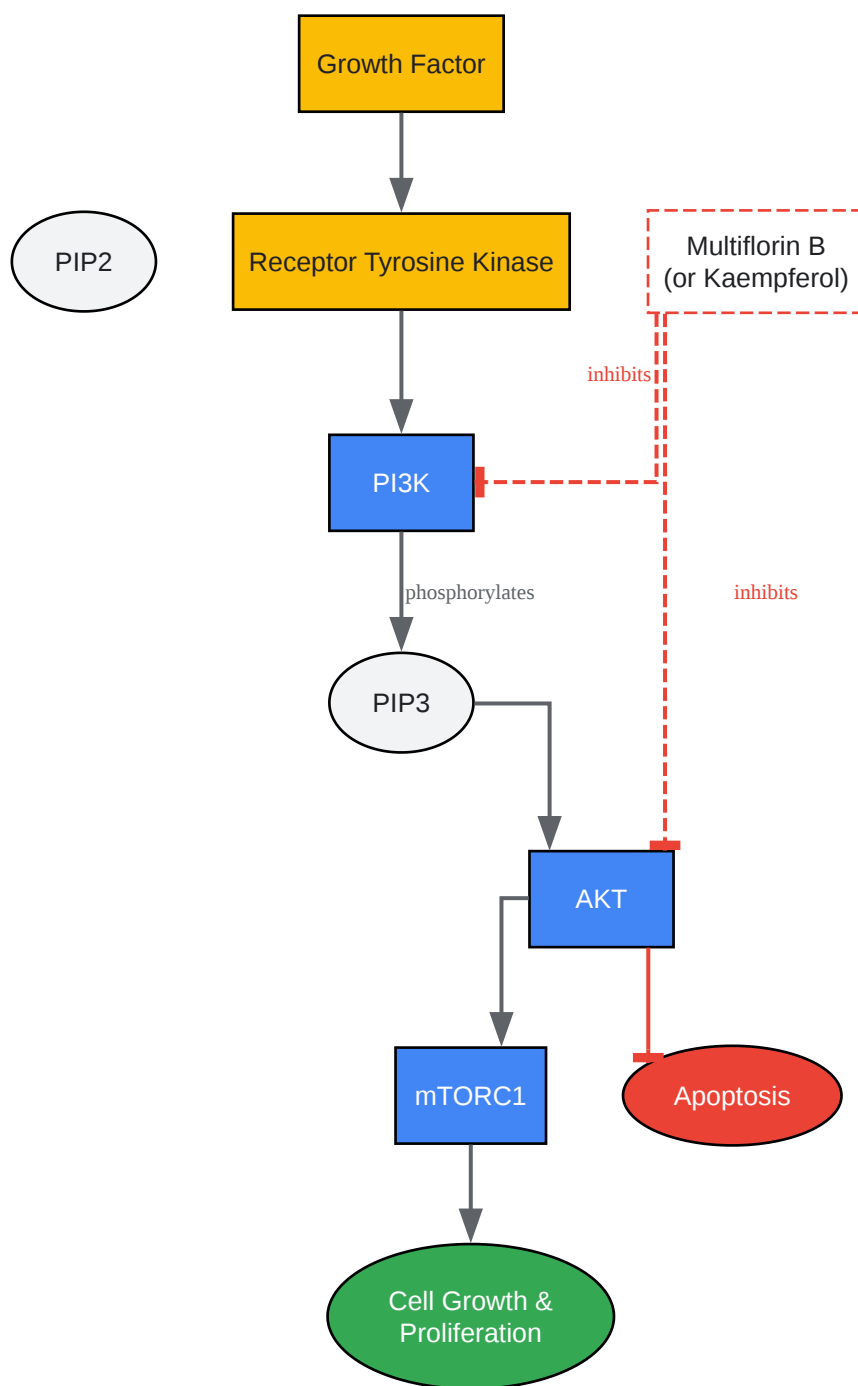 Growth Factor
PIP2
Receptor Tyrosine Kinase
Multiflorin B
(or Kaempferol)
inhibits
PI3K
phosphorylates
inhibits
PIP3
AKT
mTORC1
Apoptosis
Cell Growth &
Proliferation